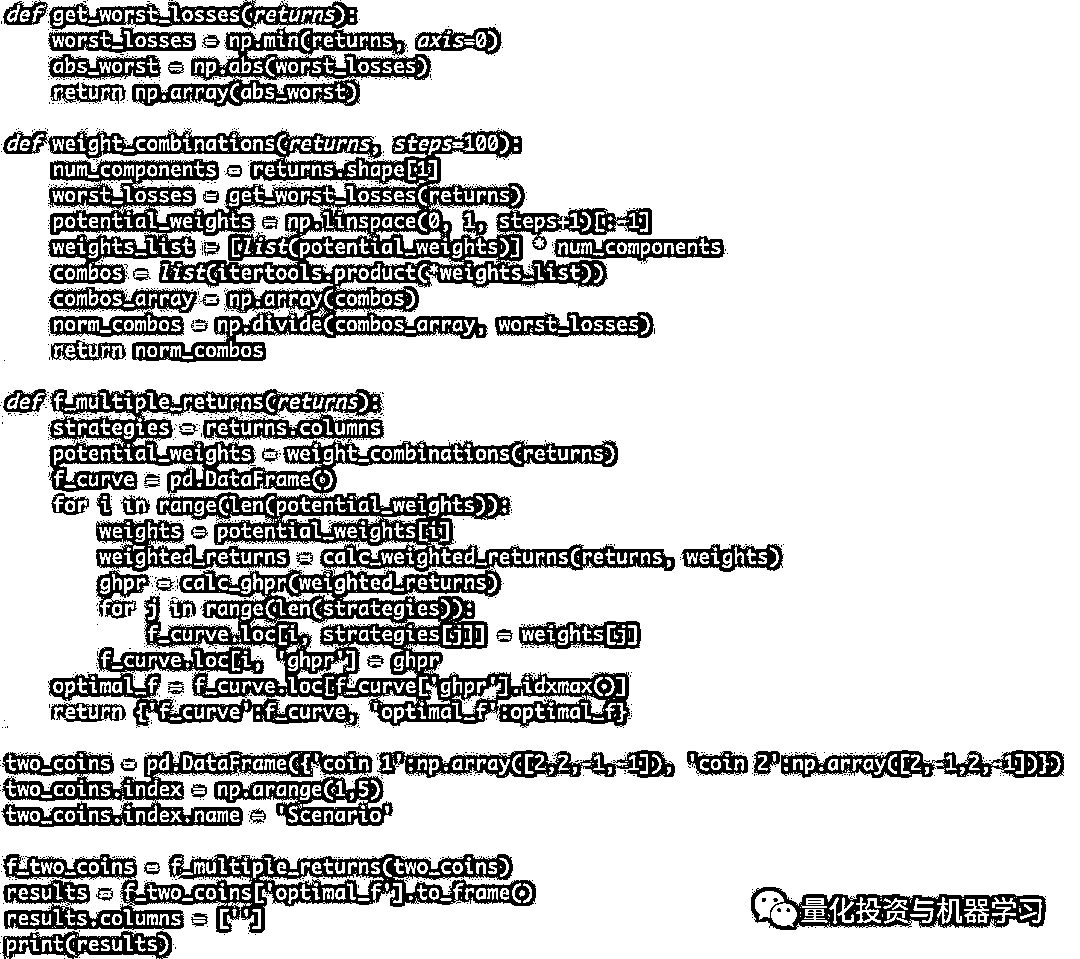 def get_worst_losses(returns):
    worst_losses = np.min(returns, axis=0)
    abs_worst = np.abs(worst_losses)
    return np.array(abs_worst)

def weight_combinations(returns, steps=100):
    num_components = returns.shape[1]
    worst_losses = get_worst_losses(returns)
    potential_weights = np.linspace(0, 1, steps+1)[:-1]
    weights_list = [list(potential_weights)] * num_components
    combos = list(itertools.product(*weights_list))
    combos_array = np.array(combos)
    norm_combos = np.divide(combos_array, worst_losses)
    return norm_combos

def f_multiple_returns(returns):
    strategies = returns.columns
    potential_weights = weight_combinations(returns)
    f_curve = pd.DataFrame()
    for i in range(len(potential_weights)):
        weights = potential_weights[i]
        weighted_returns = calc_weighted_returns(returns, weights)
        ghpr = calc_ghpr(weighted_returns)
        for j in range(len(strategies)):
            f_curve.loc[i, strategies[j]] = weights[j]
        f_curve.loc[i, 'ghpr'] = ghpr
    optimal_f = f_curve.loc[f_curve['ghpr'].idxmax()]
    return {'f_curve':f_curve, 'optimal_f':optimal_f}

two_coins = pd.DataFrame({'coin 1':np.array([2,2,-1,-1]), 'coin 2':np.array([2,-1,2,-1])})
two_coins.index = np.arange(1,5)
two_coins.index.name = 'Scenario'

f_two_coins = f_multiple_returns(two_coins)
results = f_two_coins['optimal_f'].to_frame()
results.columns = ['']
print(results)
量化投资与机器学习